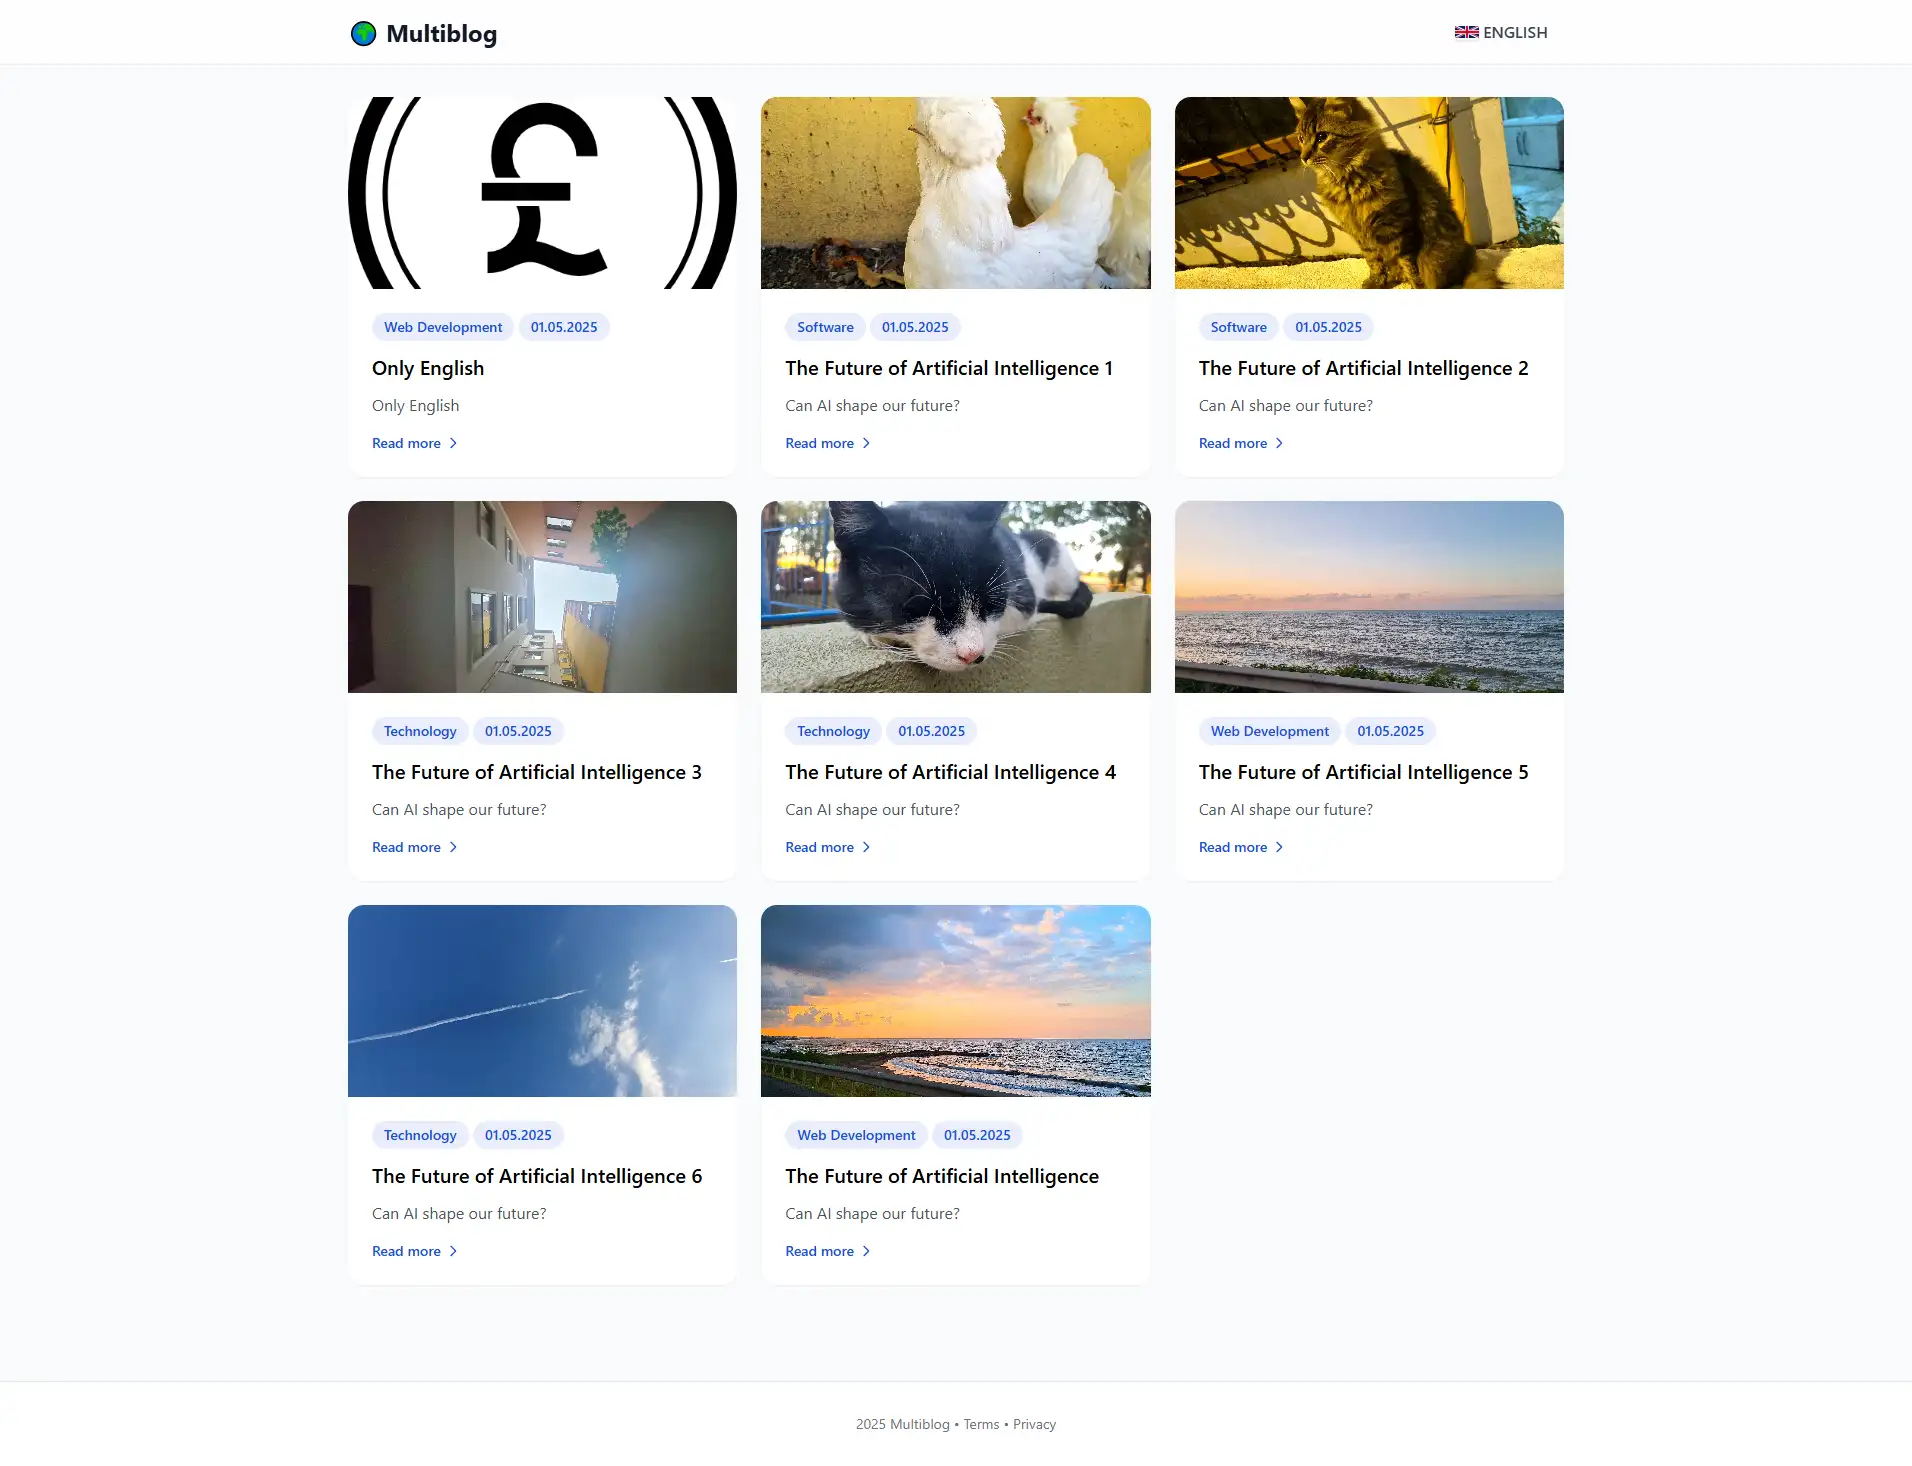 Multiblog
ENGLISH
Web Development 01.05.2025
Only English
Only English
Read more
Software 01.05.2025
The Future of Artificial Intelligence 1
Can AI shape our future?
Read more
Software 01.05.2025
The Future of Artificial Intelligence 2
Can AI shape our future?
Read more
Technology 01.05.2025
The Future of Artificial Intelligence 3
Can AI shape our future?
Read more
Technology 01.05.2025
The Future of Artificial Intelligence 4
Can AI shape our future?
Read more
Web Development 01.05.2025
The Future of Artificial Intelligence 5
Can AI shape our future?
Read more
Technology 01.05.2025
The Future of Artificial Intelligence 6
Can AI shape our future?
Read more
Web Development 01.05.2025
The Future of Artificial Intelligence
Can AI shape our future?
Read more
2025 Multiblog • Terms • Privacy